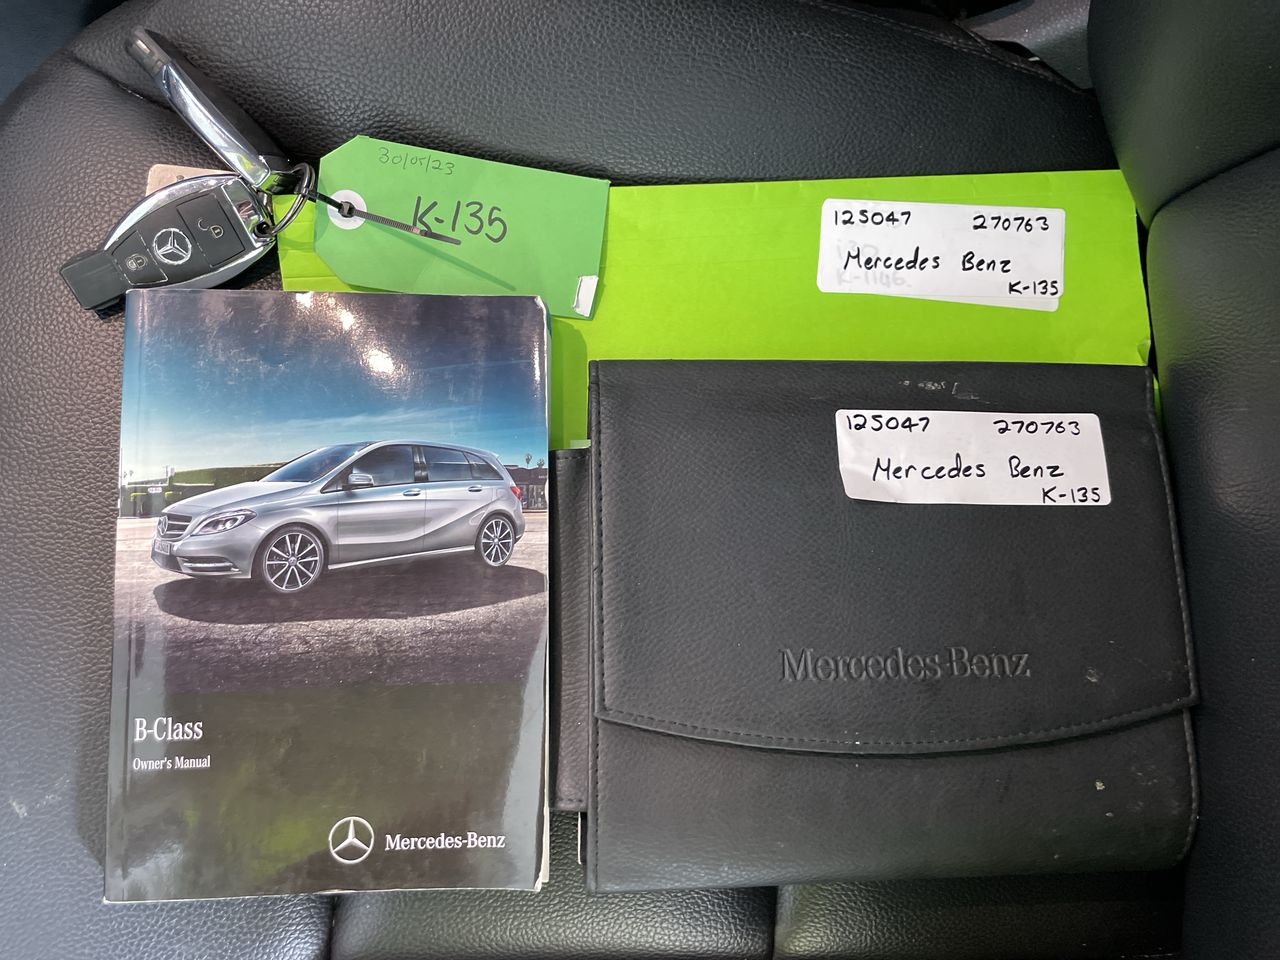 30/05/23
K-135
125047 270763
Mercedes Benz
K-135
125047 270763
Mercedes Benz
K-135
Mercedes-Benz
B-Class
Owner's Manual
Mercedes-Benz